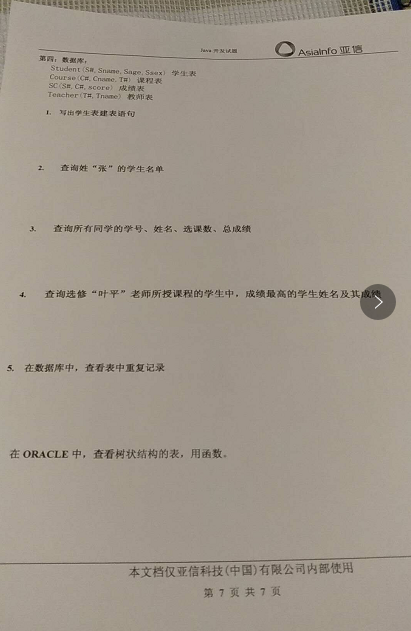 Java 开发试题
AsiaInfo 亚信
第四：数据库：
Student(S#,Sname,Sage,Ssex) 学生表
Course(C#,Cname,T#) 课程表
SC(S#,C#,score) 成绩表
Teacher(T#,Tname) 教师表
1. 写出学生表建表语句
2. 查询姓“张”的学生名单
3. 查询所有同学的学号、姓名、选课数、总成绩
4. 查询选修“叶平”老师所授课程的学生中，成绩最高的学生姓名及其成绩
5. 在数据库中，查看表中重复记录
在 ORACLE 中，查看树状结构的表，用函数。
本文档仅亚信科技(中国)有限公司内部使用
第 7 页 共 7 页